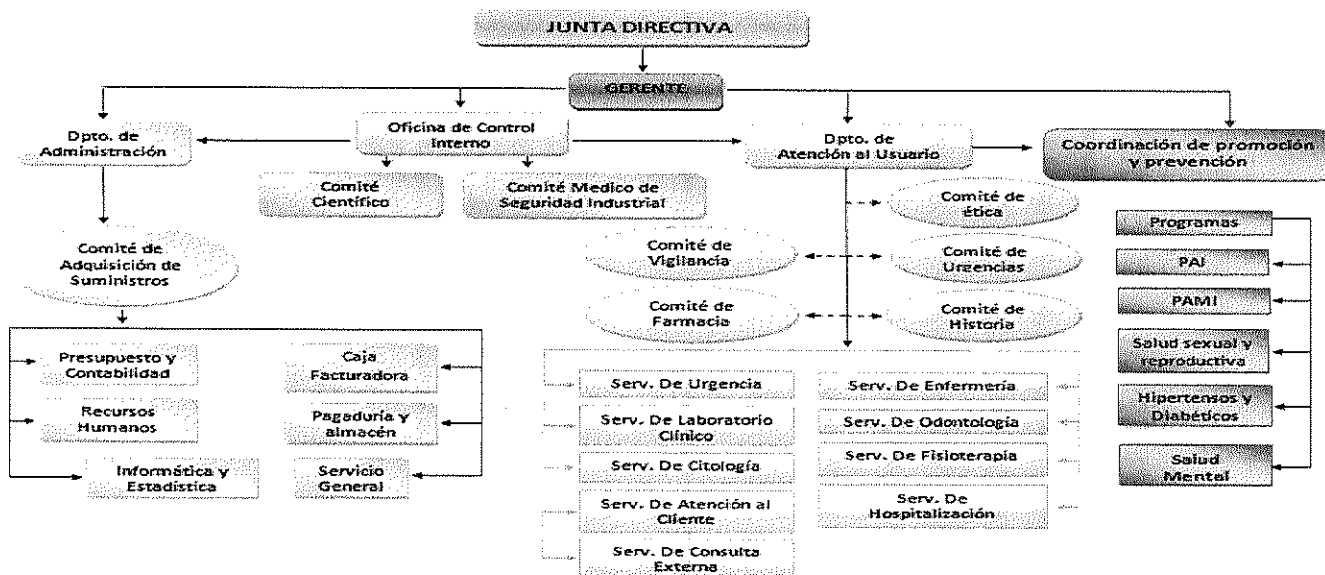 JUNTA DIRECTIVA
GERENTE
Dpto. de
Administración
Oficina de Control
Interno
Dpto. de
Atención al Usuario
Coordinación de promoción
y prevención
Comité
Científico
Comité Medico de
Seguridad Industrial
Comité de
Adquisición de
Suministros
Comité de
ética
Comité de
Vigilancia
Comité de
Urgencias
Comité de
Farmacia
Comité de
Historia
Programas
PAI
PAMI
Salud sexual y
reproductiva
Hipertensos y
Diabéticos
Salud
Mental
Presupuesto y
Contabilidad
Caja
Facturadora
Recursos
Humanos
Pagaduría y
almacén
Informática y
Estadística
Servicio
General
Serv. De Urgencia
Serv. De Laboratorio
Clínico
Serv. De Citología
Serv. De Atención al
Cliente
Serv. De Consulta
Externa
Serv. De Enfermería
Serv. De Odontología
Serv. De Fisioterapia
Serv. De
Hospitalización